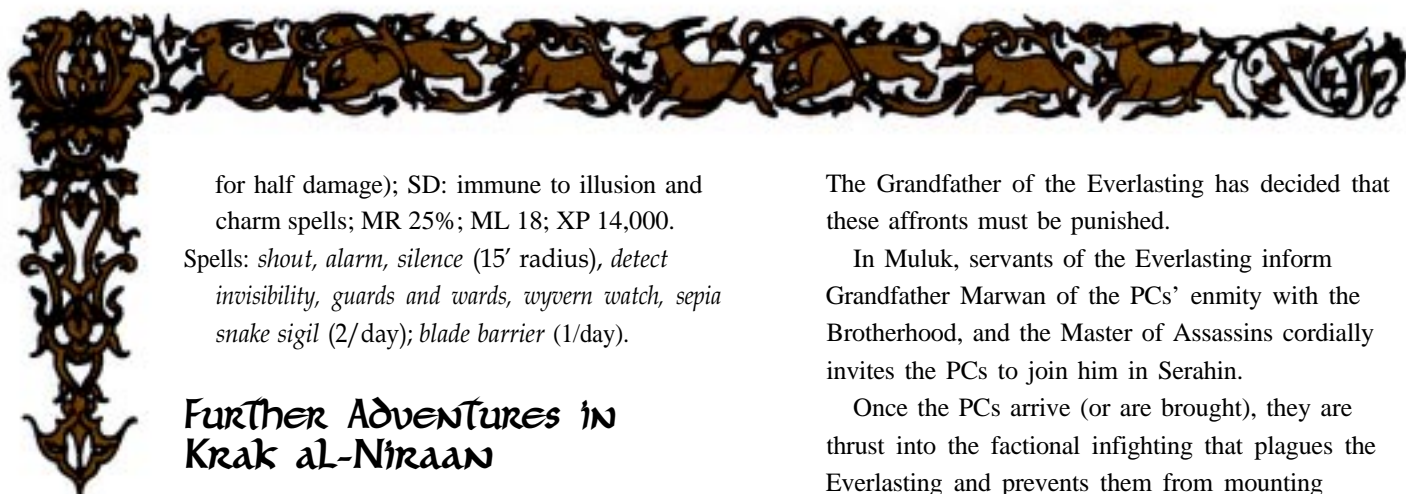 for half damage); SD: immune to illusion and
charm spells; MR 25%; ML 18; XP 14,000.
Spells: shout, alarm, silence (15′ radius), detect
invisibility, guards and wards, wyvern watch, sepia
snake sigil (2/day); blade barrier (1/day).
Further Adventures in
Krak al-Niraan
The Grandfather of the Everlasting has decided that
these affronts must be punished.
In Muluk, servants of the Everlasting inform
Grandfather Marwan of the PCs’ enmity with the
Brotherhood, and the Master of Assassins cordially
invites the PCs to join him in Serahin.
Once the PCs arrive (or are brought), they are
thrust into the factional infighting that plagues the
Everlasting and prevents them from mounting